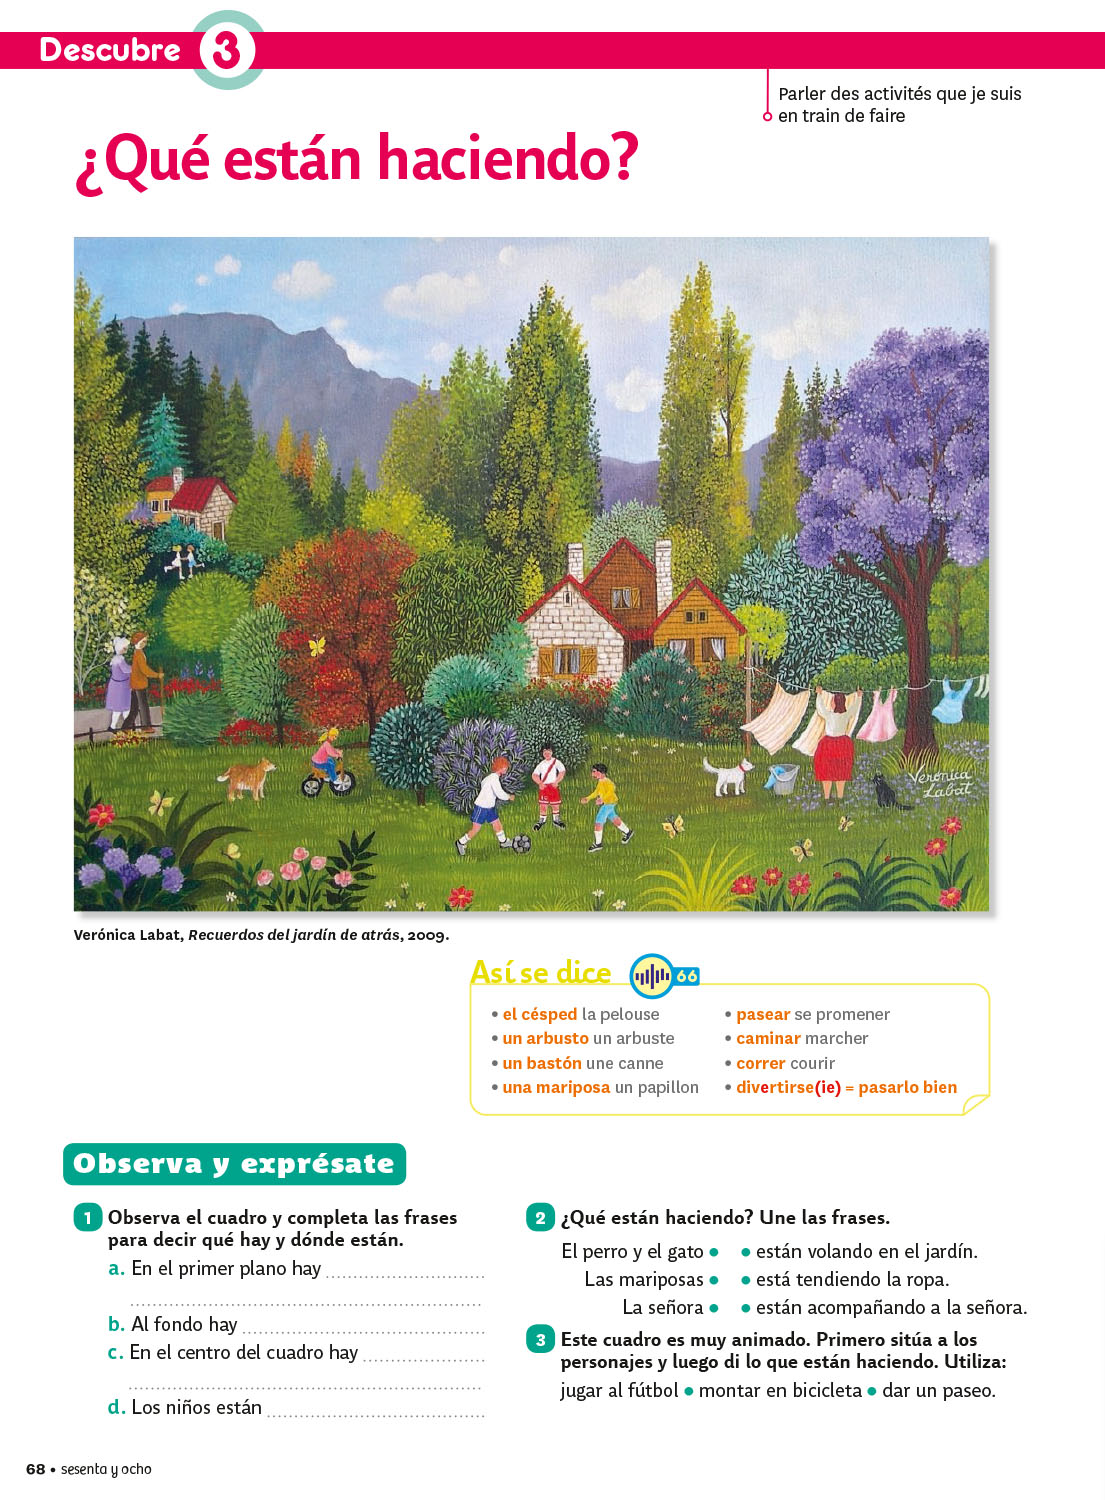 Descubre 3
Parler des activités que je suis
en train de faire
¿Qué están haciendo?
Verónica
Labat
Verónica Labat, Recuerdos del jardín de atrás, 2009.
Así se dice 66
• el césped la pelouse
• un arbusto un arbuste
• un bastón une canne
• una mariposa un papillon
• pasear se promener
• caminar marcher
• correr courir
• divertirse(ie) = pasarlo bien
Observa y exprésate
1 Observa el cuadro y completa las frases
para decir qué hay y dónde están.
a. En el primer plano hay ..............................
..............................
b. Al fondo hay ..............................
c. En el centro del cuadro hay ..............................
..............................
d. Los niños están ..............................
2 ¿Qué están haciendo? Une las frases.
El perro y el gato • • están volando en el jardín.
Las mariposas • • está tendiendo la ropa.
La señora • • están acompañando a la señora.
3 Este cuadro es muy animado. Primero sitúa a los
personajes y luego di lo que están haciendo. Utiliza:
jugar al fútbol • montar en bicicleta • dar un paseo.
68 • sesenta y ocho